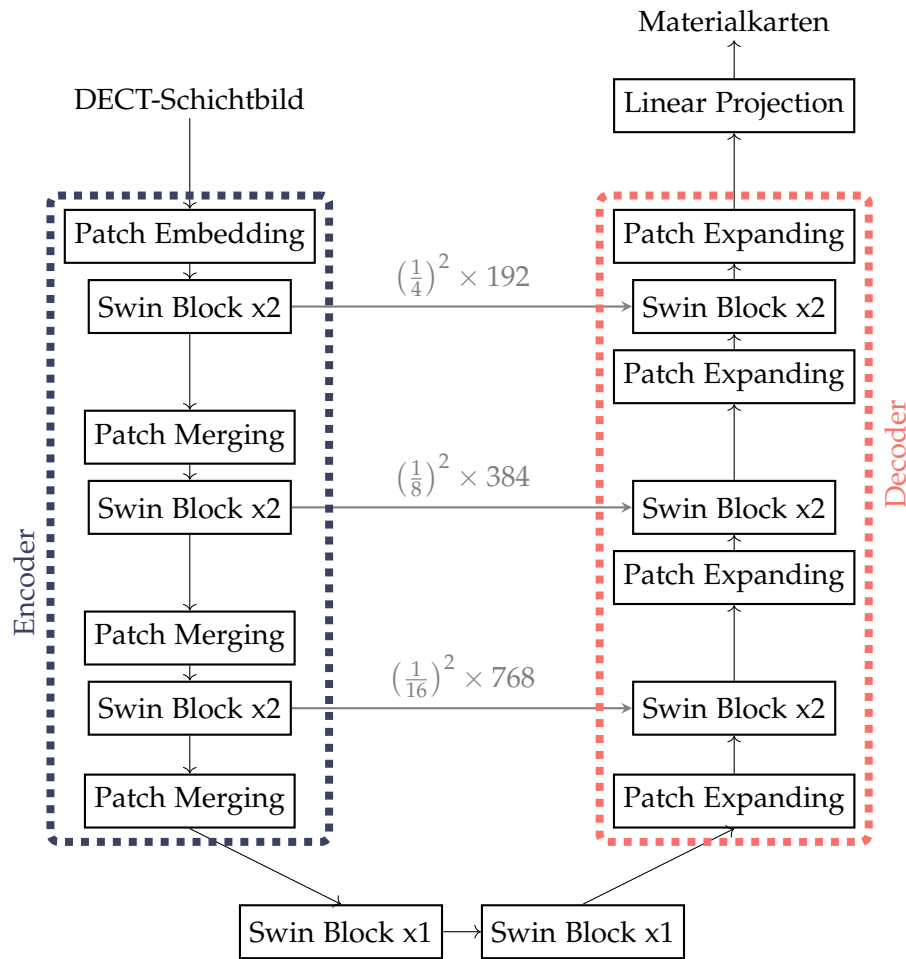 Materialkarten
Linear Projection
DECT-Schichtbild
Patch Embedding
Patch Expanding
Swin Block x2
(1/4)² × 192
Swin Block x2
Patch Expanding
Patch Merging
Swin Block x2
(1/8)² × 384
Swin Block x2
Decoder
Encoder
Patch Expanding
Patch Merging
Swin Block x2
(1/16)² × 768
Swin Block x2
Patch Merging
Patch Expanding
Swin Block x1
Swin Block x1